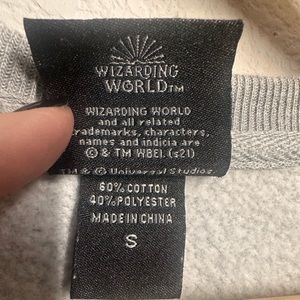 WIZARDING
WORLD™
WIZARDING WORLD
and all related
trademarks, characters,
names and indicia are
© & TM WBEI. (s21)
TM & © Universal Studios.
60% COTTON
40% POLYESTER
MADE IN CHINA
S